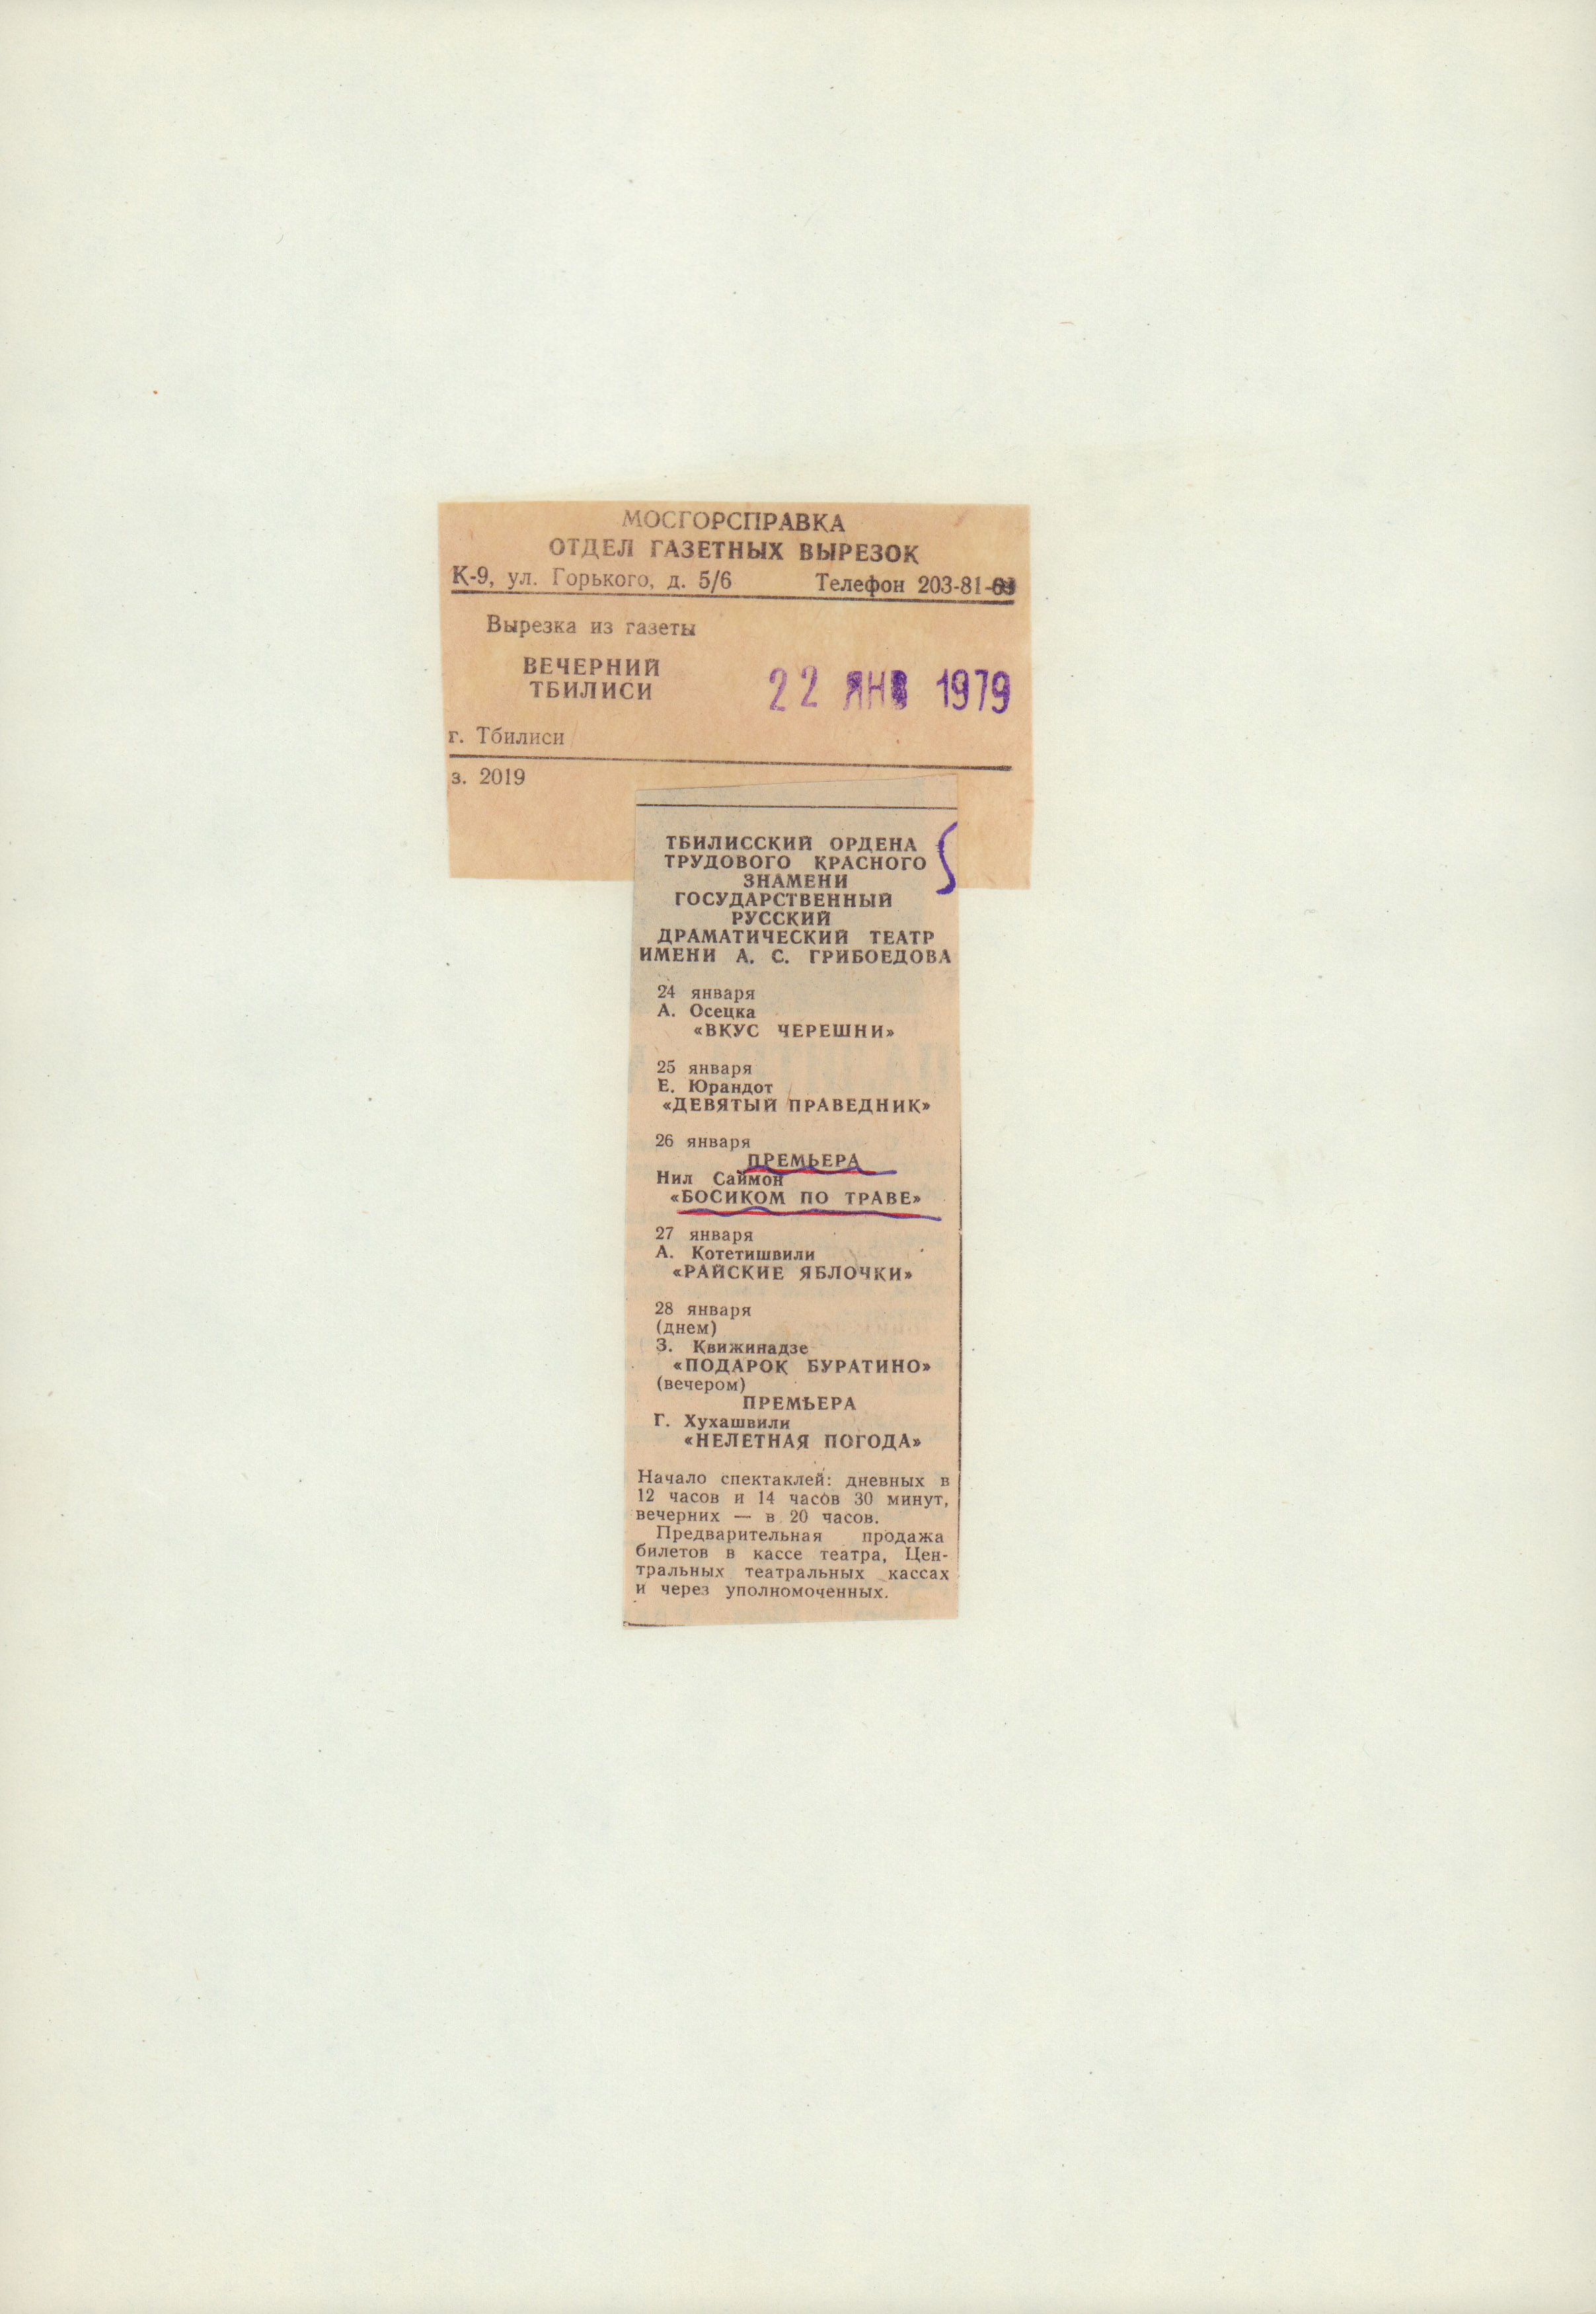 МОСГОРСПРАВКА
ОТДЕЛ ГАЗЕТНЫХ ВЫРЕЗОК
К-9, ул. Горького, д. 5/6 Телефон 203-81-
Вырезка из газеты
ВЕЧЕРНИЙ
ТБИЛИСИ
22 ЯНВ 1979
г. Тбилиси
з. 2019
ТБИЛИССКИЙ ОРДЕНА
ТРУДОВОГО КРАСНОГО
ЗНАМЕНИ
ГОСУДАРСТВЕННЫЙ
РУССКИЙ
ДРАМАТИЧЕСКИЙ ТЕАТР
ИМЕНИ А. С. ГРИБОЕДОВА
24 января
А. Осецка
«ВКУС ЧЕРЕШНИ»
25 января
Е. Юрандот
«ДЕВЯТЫЙ ПРАВЕДНИК»
26 января
ПРЕМЬЕРА
Нил Саймон
«БОСИКОМ ПО ТРАВЕ»
27 января
А. Котетишвили
«РАЙСКИЕ ЯБЛОЧКИ»
28 января
(днем)
З. Квижинадзе
«ПОДАРОК БУРАТИНО»
(вечером)
ПРЕМЬЕРА
Г. Хухашвили
«НЕЛЕТНАЯ ПОГОДА»
Начало спектаклей: дневных в
12 часов и 14 часов 30 минут,
вечерних — в 20 часов.
Предварительная продажа
билетов в кассе театра, Цен-
тральных театральных кассах
и через уполномоченных.